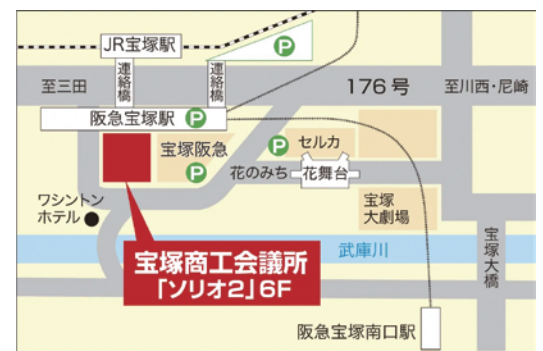 JR宝塚駅
P
連絡橋
連絡橋
至三田
176号
至川西・尼崎
阪急宝塚駅 P
宝塚阪急
P
P
セルカ
花のみち
花舞台
ワシントン
ホテル
宝塚
大劇場
宝塚商工会議所
「ソリオ2」6F
武庫川
宝塚大橋
阪急宝塚南口駅